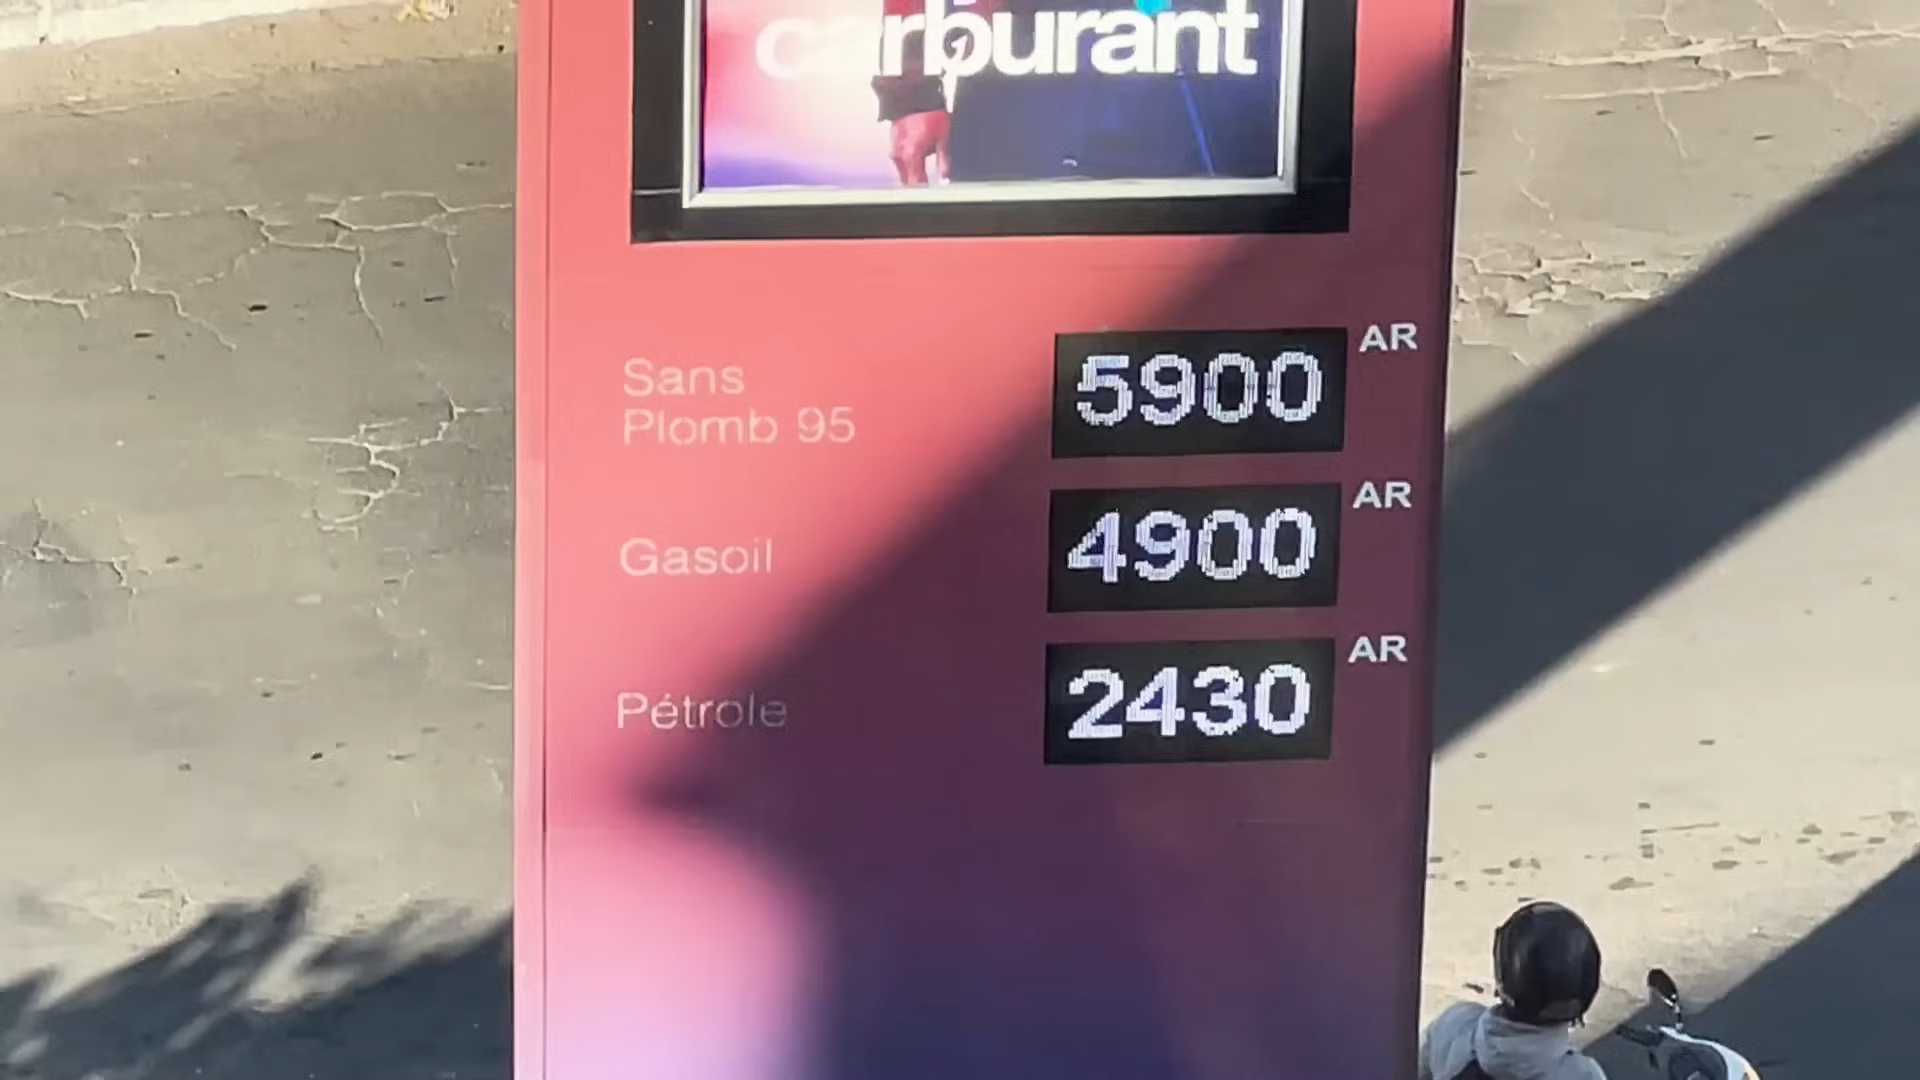 carburant
Sans
Plomb 95
5900 AR
Gasoil
4900 AR
Pétrole
2430 AR